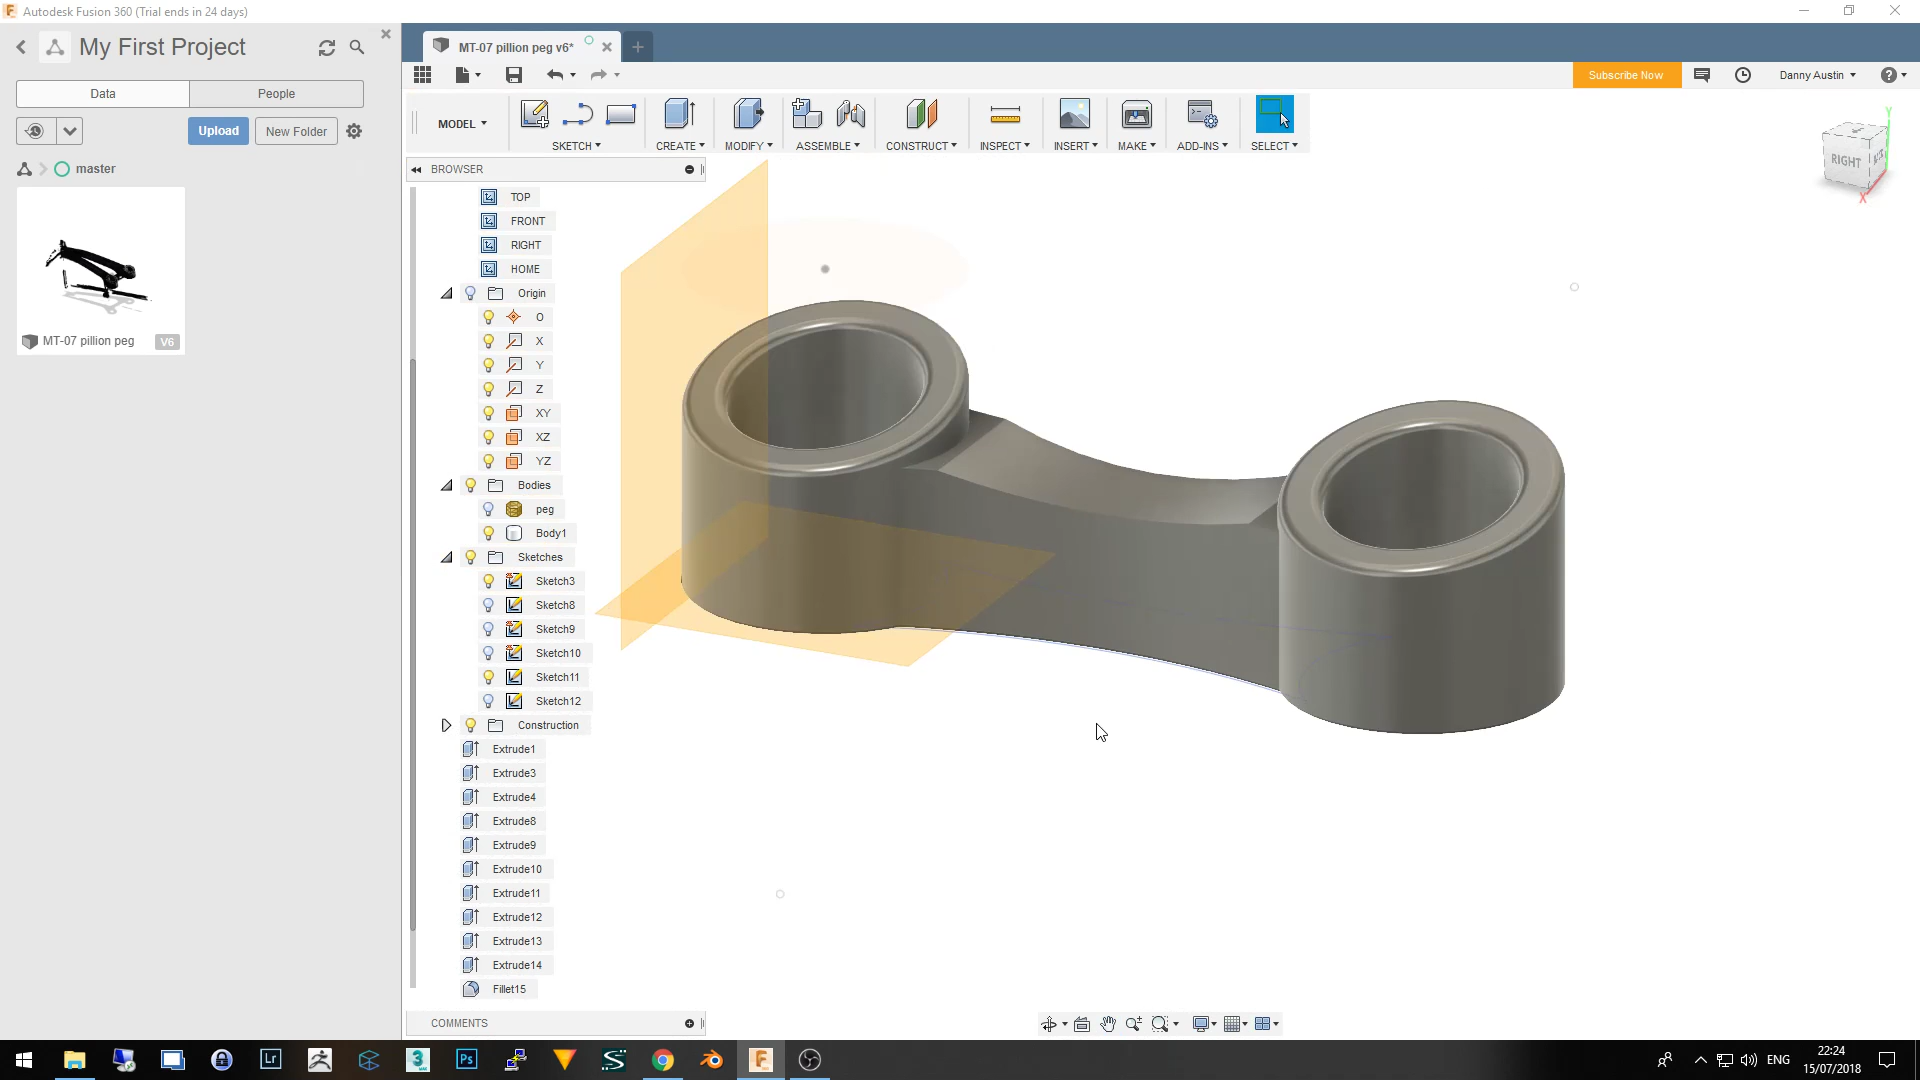 Autodesk Fusion 360 (Trial ends in 24 days)
My First Project
Data
People
Upload
New Folder
master
MT-07 pillion peg
V6
MT-07 pillion peg v6*
Subscribe Now
Danny Austin
MODEL
SKETCH
CREATE
MODIFY
ASSEMBLE
CONSTRUCT
INSPECT
INSERT
MAKE
ADD-INS
SELECT
BROWSER
TOP
FRONT
RIGHT
HOME
Origin
O
X
Y
Z
XY
XZ
YZ
Bodies
peg
Body1
Sketches
Sketch3
Sketch8
Sketch9
Sketch10
Sketch11
Sketch12
Construction
Extrude1
Extrude3
Extrude4
Extrude8
Extrude9
Extrude10
Extrude11
Extrude12
Extrude13
Extrude14
Fillet15
COMMENTS
Y
RIGHT
X
Lr
3
Ps
ENG
22:24
15/07/2018